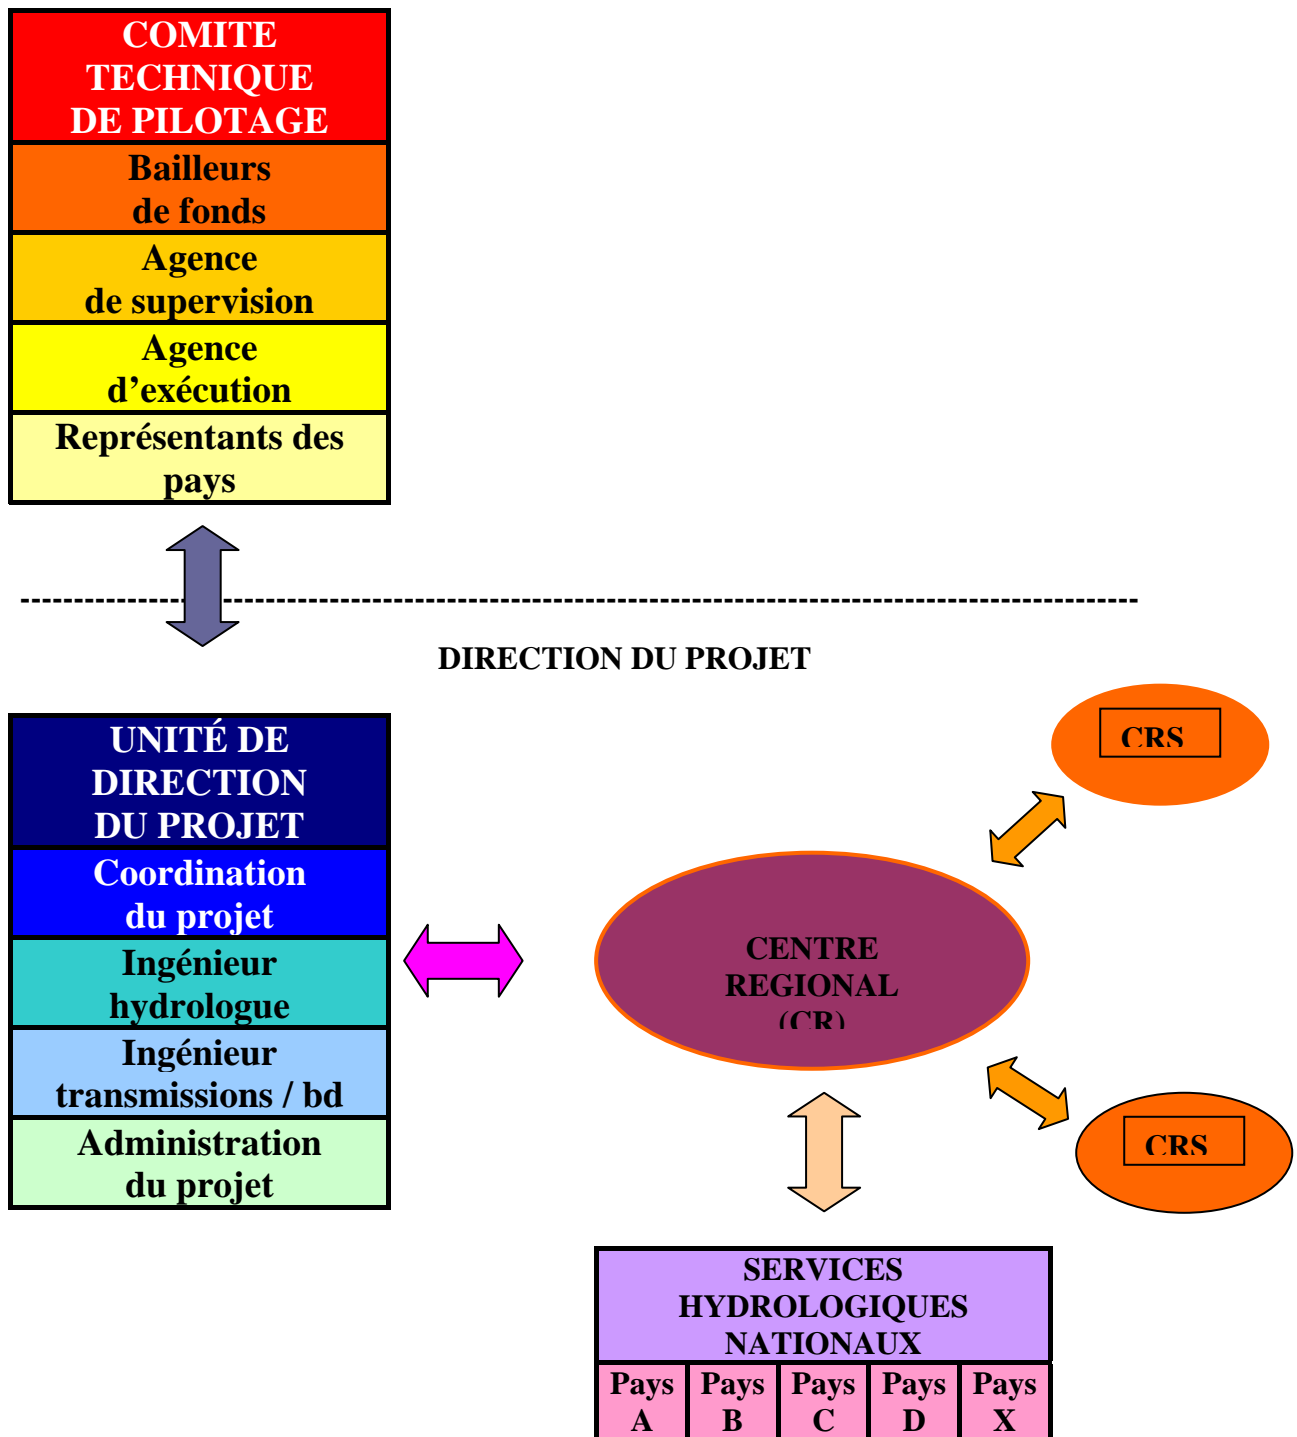 COMITE
TECHNIQUE
DE PILOTAGE
Bailleurs
de fonds
Agence
de supervision
Agence
d’exécution
Représentants des
pays
DIRECTION DU PROJET
UNITÉ DE
DIRECTION
DU PROJET
Coordination
du projet
Ingénieur
hydrologue
Ingénieur
transmissions / bd
Administration
du projet
CRS
CENTRE
REGIONAL
(CR)
CRS
SERVICES
HYDROLOGIQUES
NATIONAUX
Pays A
Pays B
Pays C
Pays D
Pays X